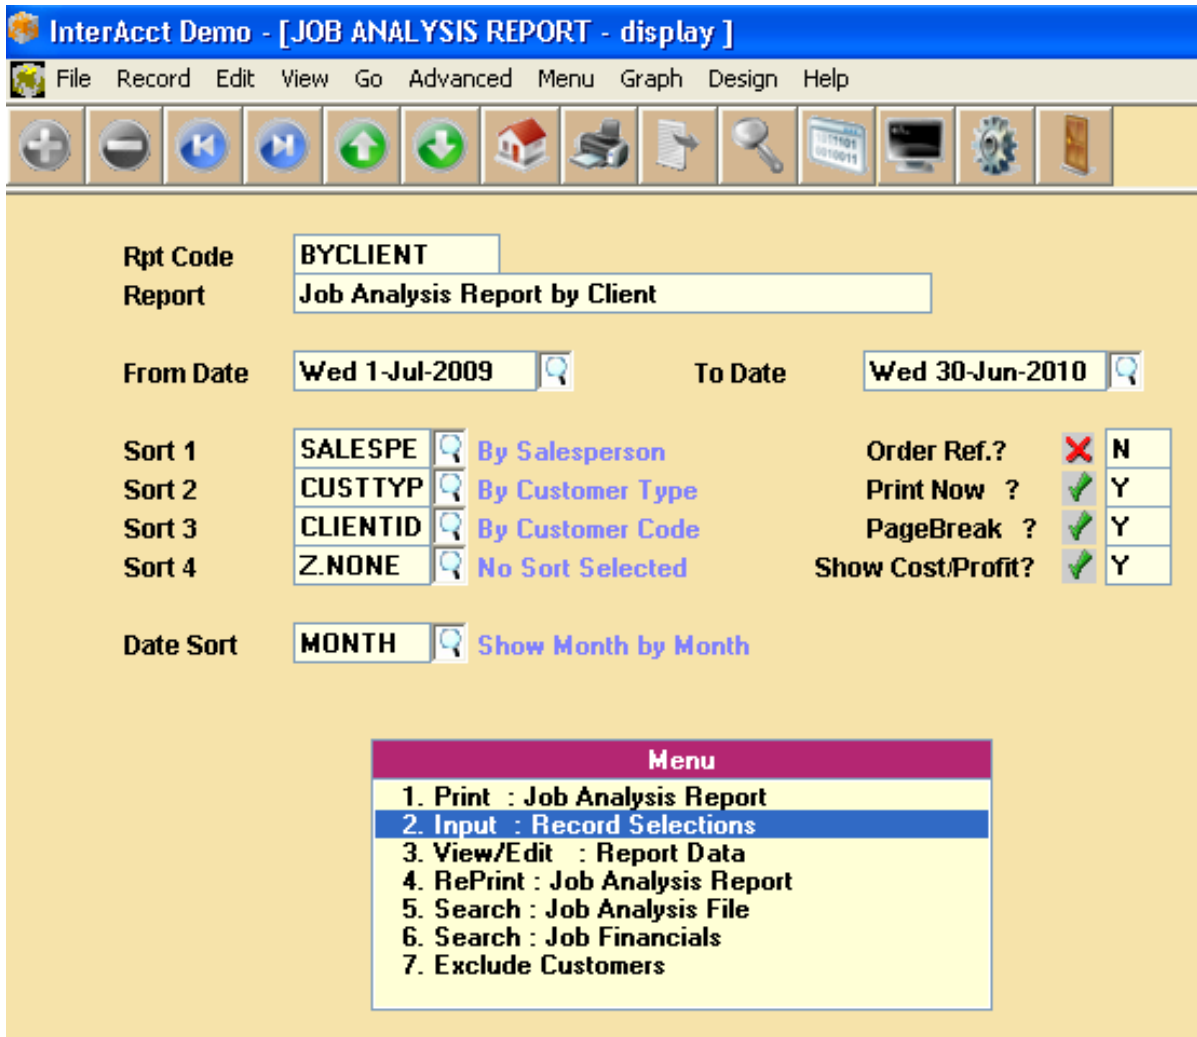 InterAcct Demo - [JOB ANALYSIS REPORT - display ]
File Record Edit View Go Advanced Menu Graph Design Help
Rpt Code BYCLIENT
Report Job Analysis Report by Client
From Date Wed 1-Jul-2009 To Date Wed 30-Jun-2010
Sort 1 SALESPE By Salesperson Order Ref.? N
Sort 2 CUSTTYP By Customer Type Print Now ? Y
Sort 3 CLIENTID By Customer Code PageBreak ? Y
Sort 4 Z.NONE No Sort Selected Show Cost/Profit? Y
Date Sort MONTH Show Month by Month
Menu
1. Print : Job Analysis Report
2. Input : Record Selections
3. View/Edit : Report Data
4. RePrint : Job Analysis Report
5. Search : Job Analysis File
6. Search : Job Financials
7. Exclude Customers